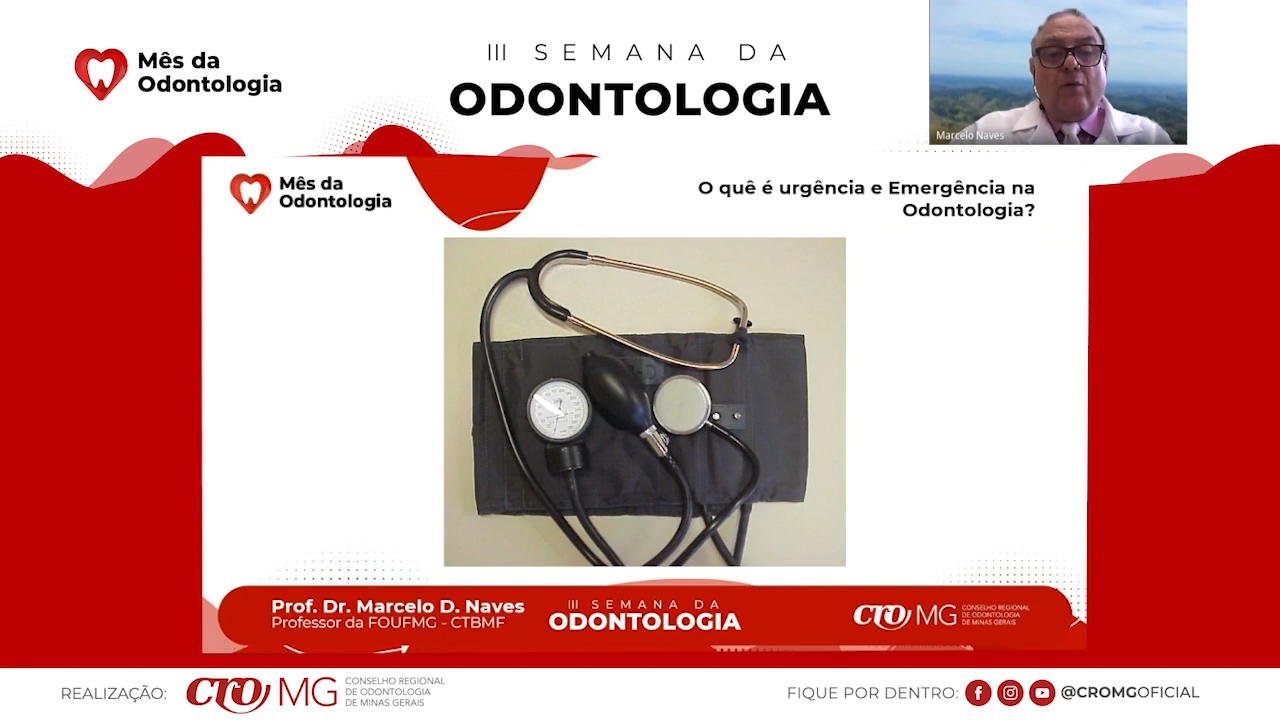 Mês da
Odontologia
III SEMANA DA
ODONTOLOGIA
Marcelo Naves
Mês da
Odontologia
O quê é urgência e Emergência na
Odontologia?
Prof. Dr. Marcelo D. Naves
Professor da FOUFMG - CTBMF
III SEMANA DA
ODONTOLOGIA
CRO MG
CONSELHO REGIONAL
DE ODONTOLOGIA
DE MINAS GERAIS
REALIZAÇÃO:
CRO MG
CONSELHO REGIONAL
DE ODONTOLOGIA
DE MINAS GERAIS
FIQUE POR DENTRO:
@CROMGOFICIAL